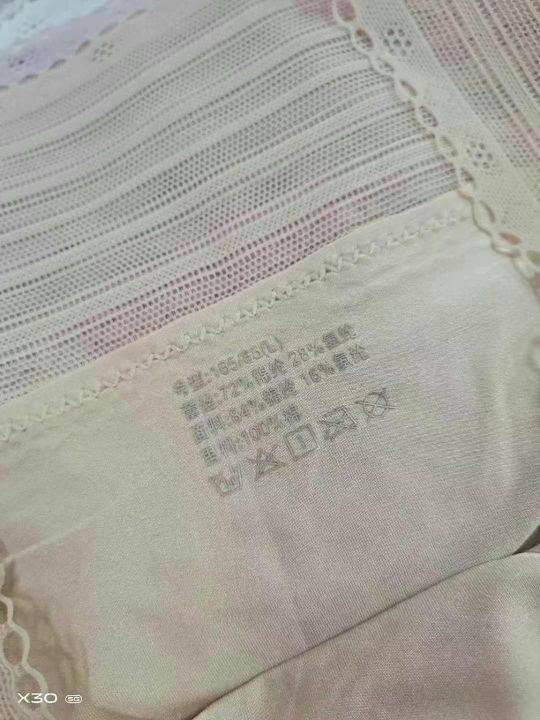 号型:165/85(L)
蕾丝:72%锦纶 28%氨纶
面料:84%锦纶 16%氨纶
里料:100%棉
X30 5G